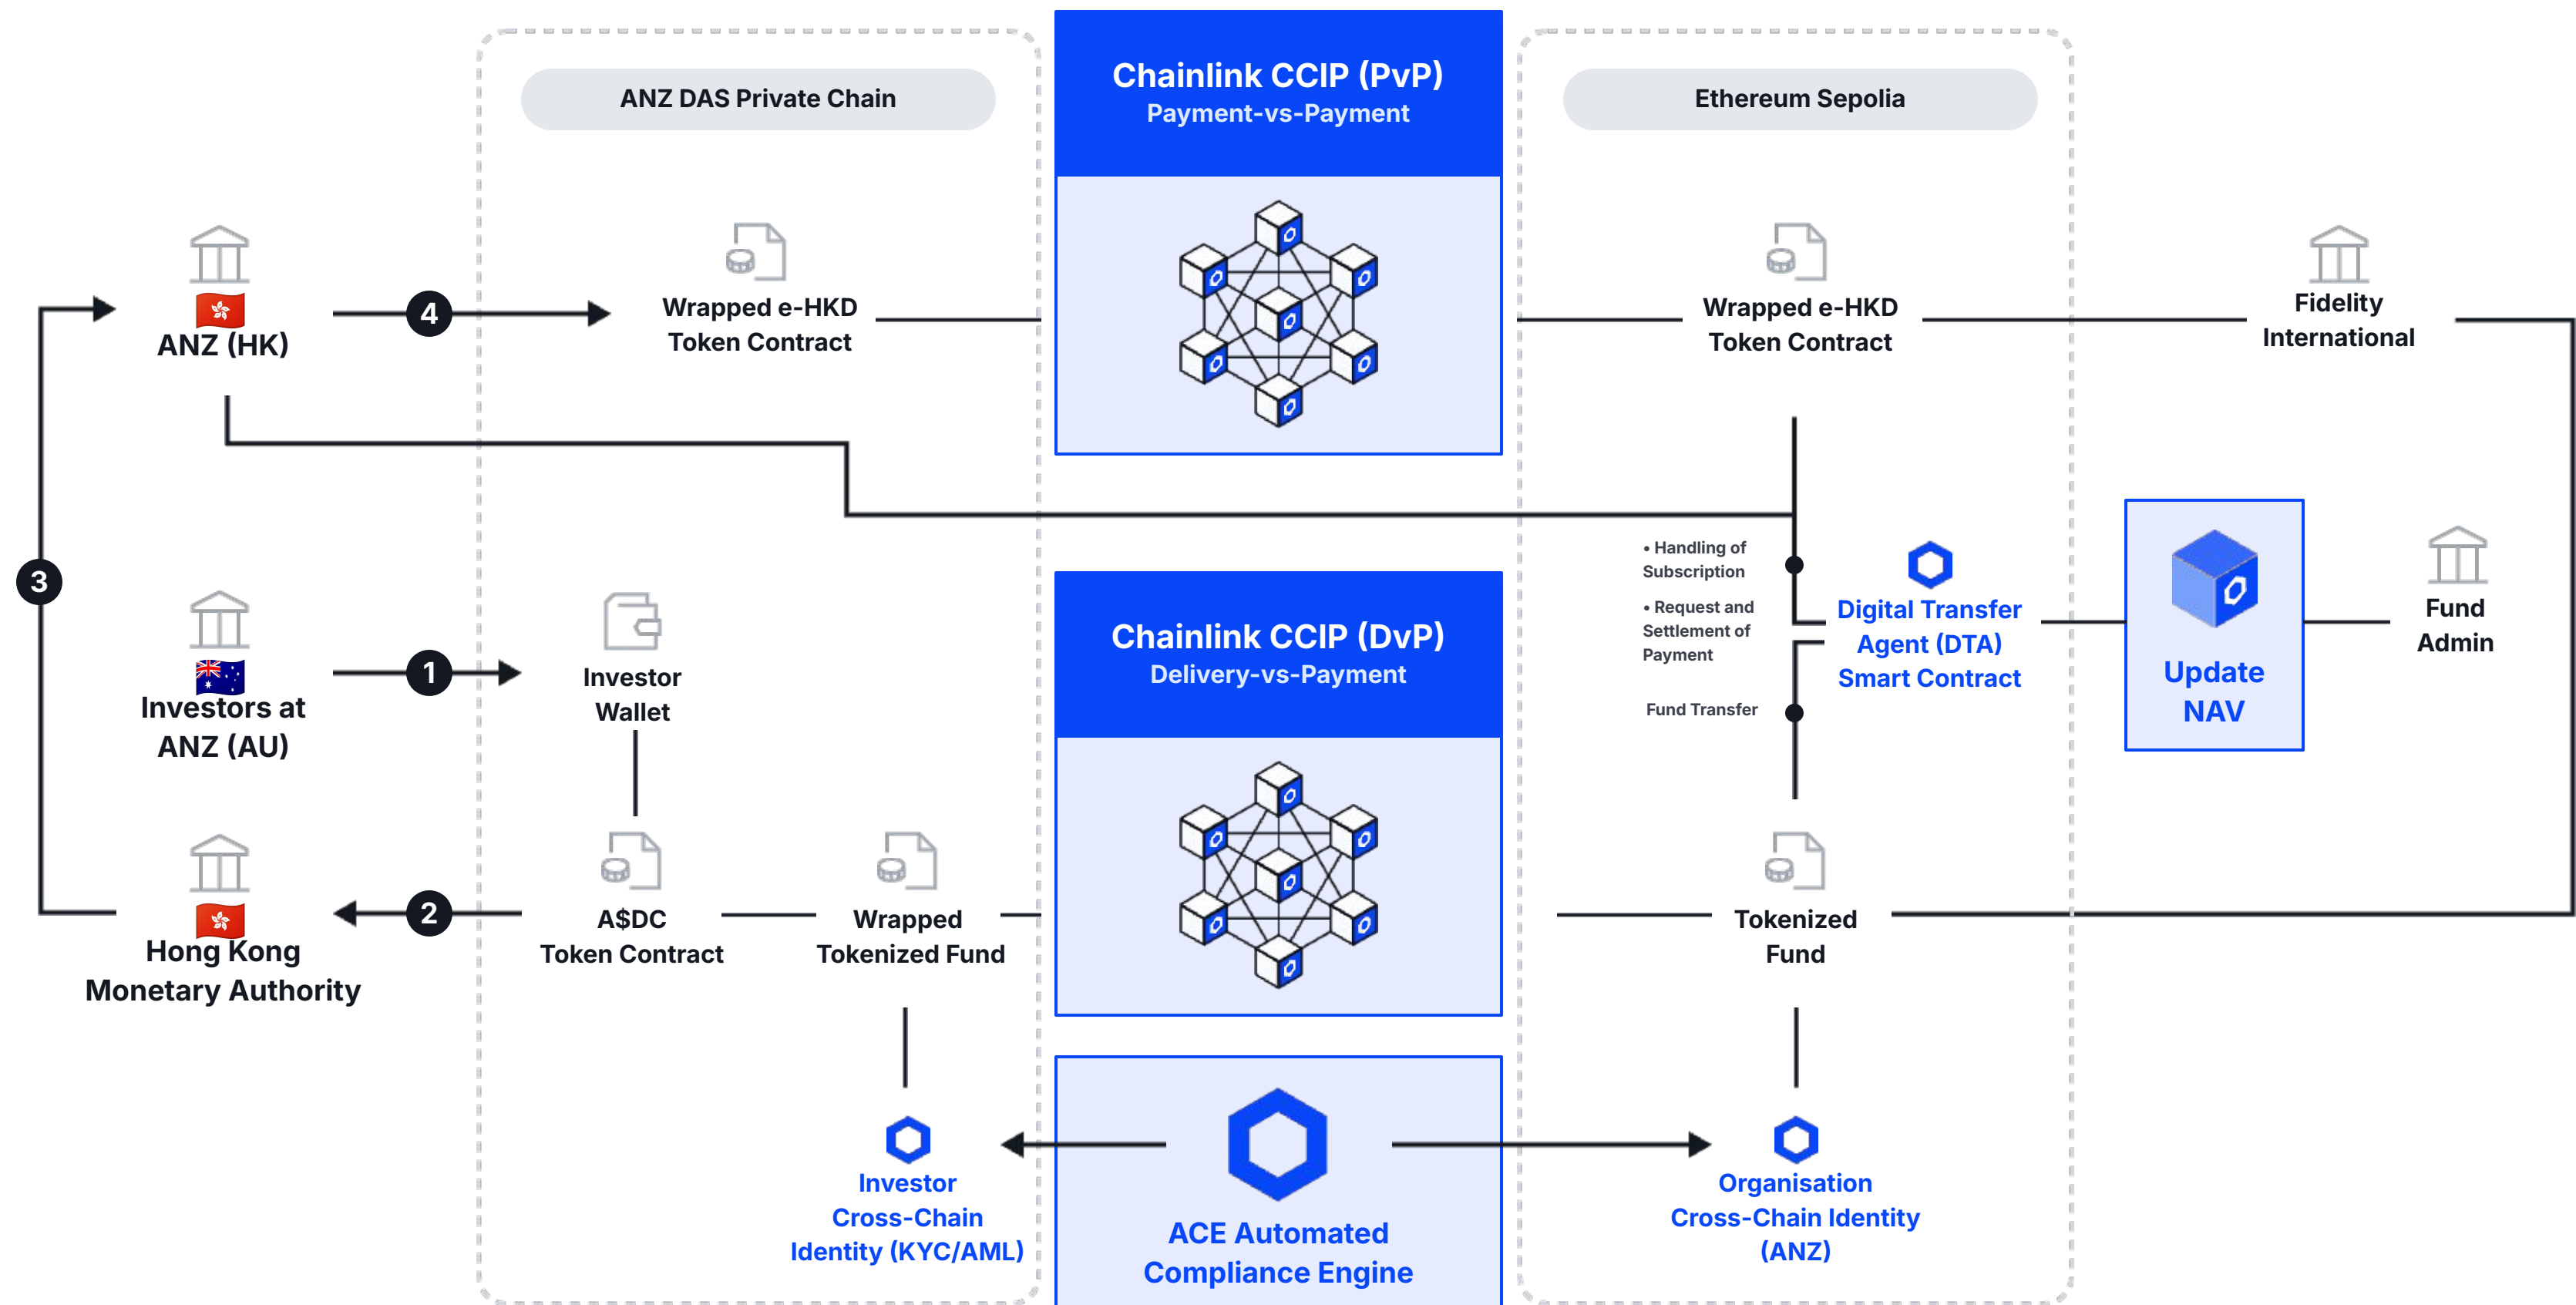 ANZ DAS Private Chain
Chainlink CCIP (PvP)
Payment-vs-Payment
Ethereum Sepolia
ANZ (HK)
4
Wrapped e-HKD
Token Contract
Wrapped e-HKD
Token Contract
Fidelity
International
3
Investors at
ANZ (AU)
1
Investor
Wallet
Chainlink CCIP (DvP)
Delivery-vs-Payment
• Handling of
Subscription
• Request and
Settlement of
Payment
Fund Transfer
Digital Transfer
Agent (DTA)
Smart Contract
Update
NAV
Fund
Admin
Hong Kong
Monetary Authority
2
A$DC
Token Contract
Wrapped
Tokenized Fund
Tokenized
Fund
Investor
Cross-Chain
Identity (KYC/AML)
ACE Automated
Compliance Engine
Organisation
Cross-Chain Identity
(ANZ)